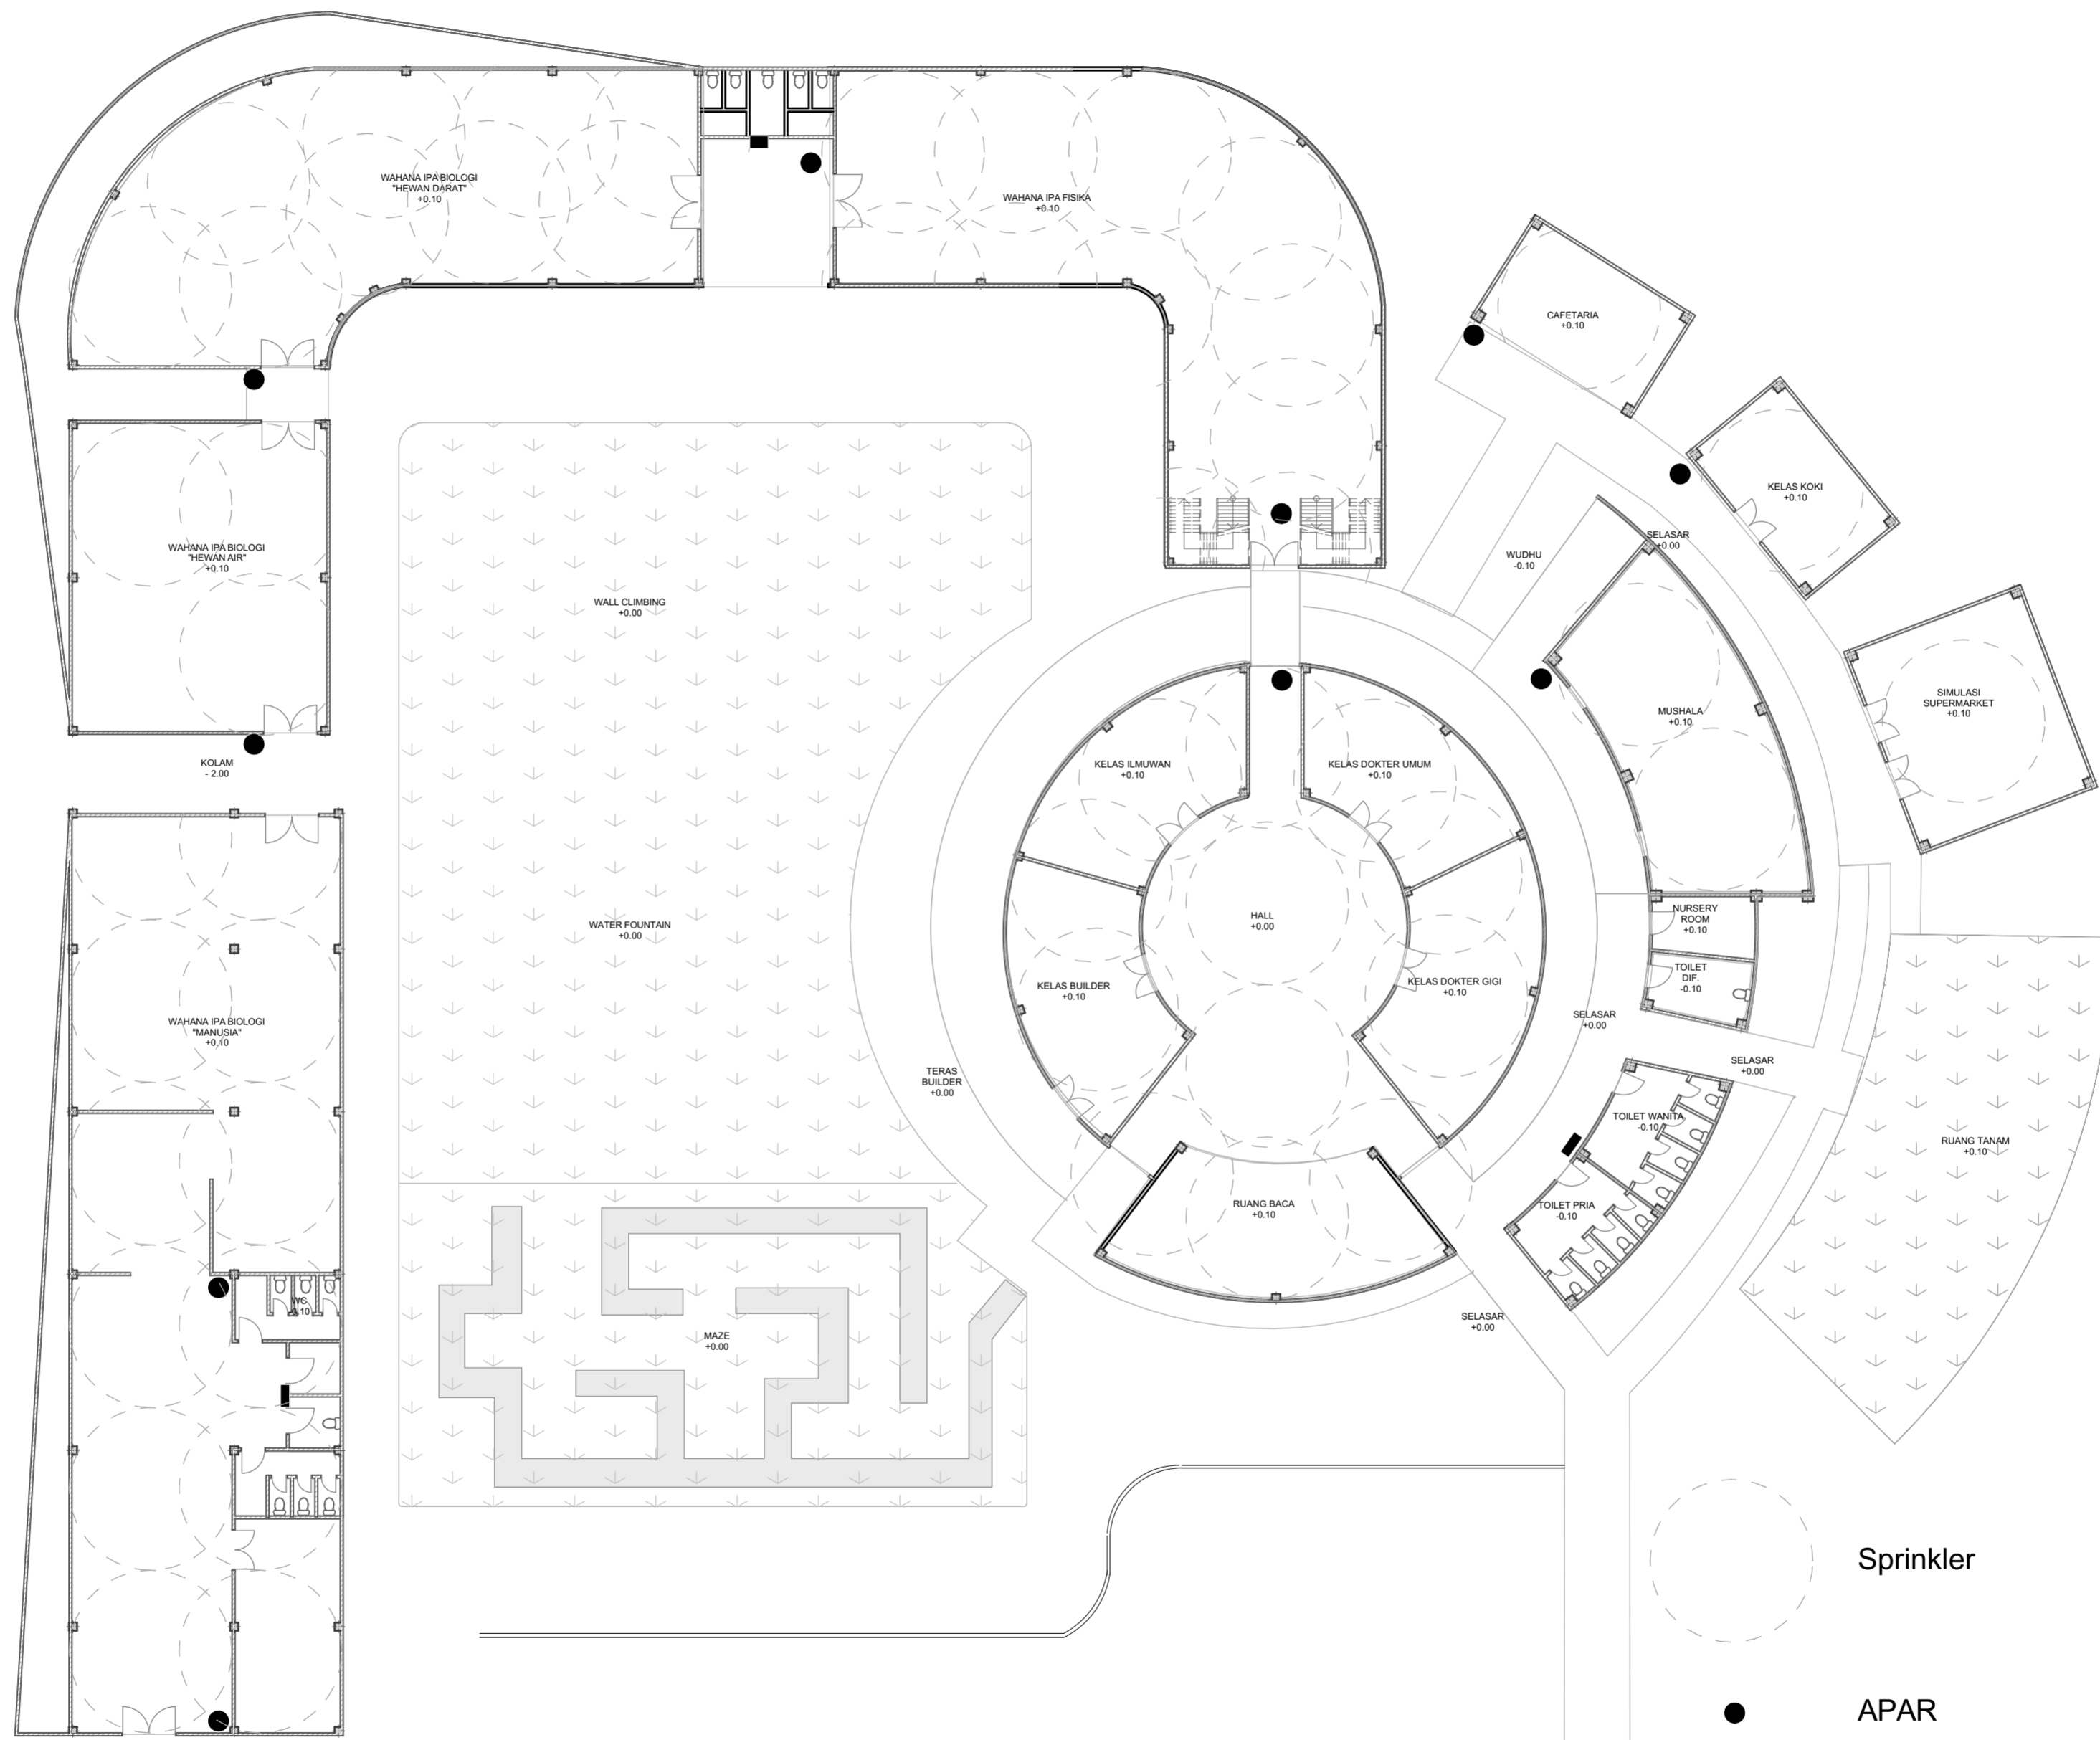 WAHANA IPA BIOLOGI
"HEWAN DARAT"
+0.10
WAHANA IPA FISIKA
+0.10
CAFETARIA
+0.10
KELAS KOKI
+0.10
SELASAR
+0.00
WUDHU
-0.10
WAHANA IPA BIOLOGI
"HEWAN AIR"
+0.10
WALL CLIMBING
+0.00
SIMULASI
SUPERMARKET
+0.10
MUSHALA
+0.10
KOLAM
- 2.00
KELAS ILMUWAN
+0.10
KELAS DOKTER UMUM
+0.10
WATER FOUNTAIN
+0.00
HALL
+0.00
NURSERY
ROOM
+0.10
TOILET
DIF.
-0.10
KELAS BUILDER
+0.10
KELAS DOKTER GIGI
+0.10
WAHANA IPA BIOLOGI
"MANUSIA"
+0.10
SELASAR
+0.00
SELASAR
+0.00
TERAS
BUILDER
+0.00
TOILET WANITA
-0.10
RUANG TANAM
+0.10
RUANG BACA
+0.10
TOILET PRIA
-0.10
WC
MAZE
+0.00
SELASAR
+0.00
Sprinkler
APAR